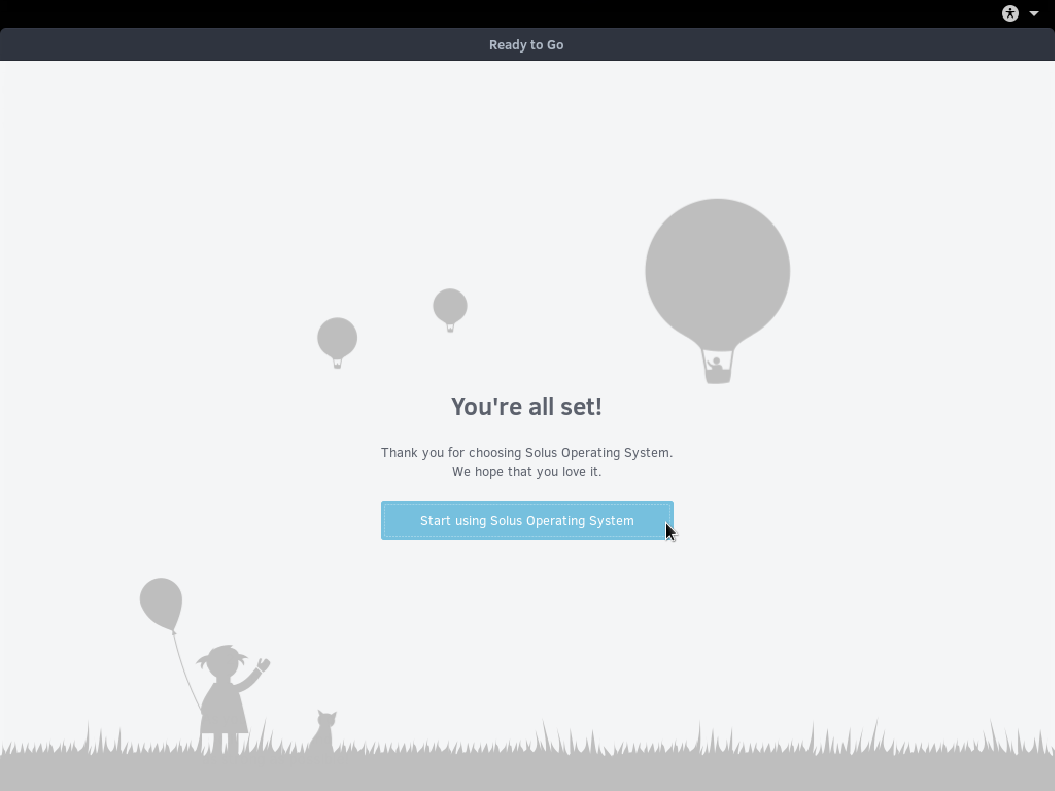 Ready to Go
You're all set!
Thank you for choosing Solus Operating System.
We hope that you love it.
Start using Solus Operating System